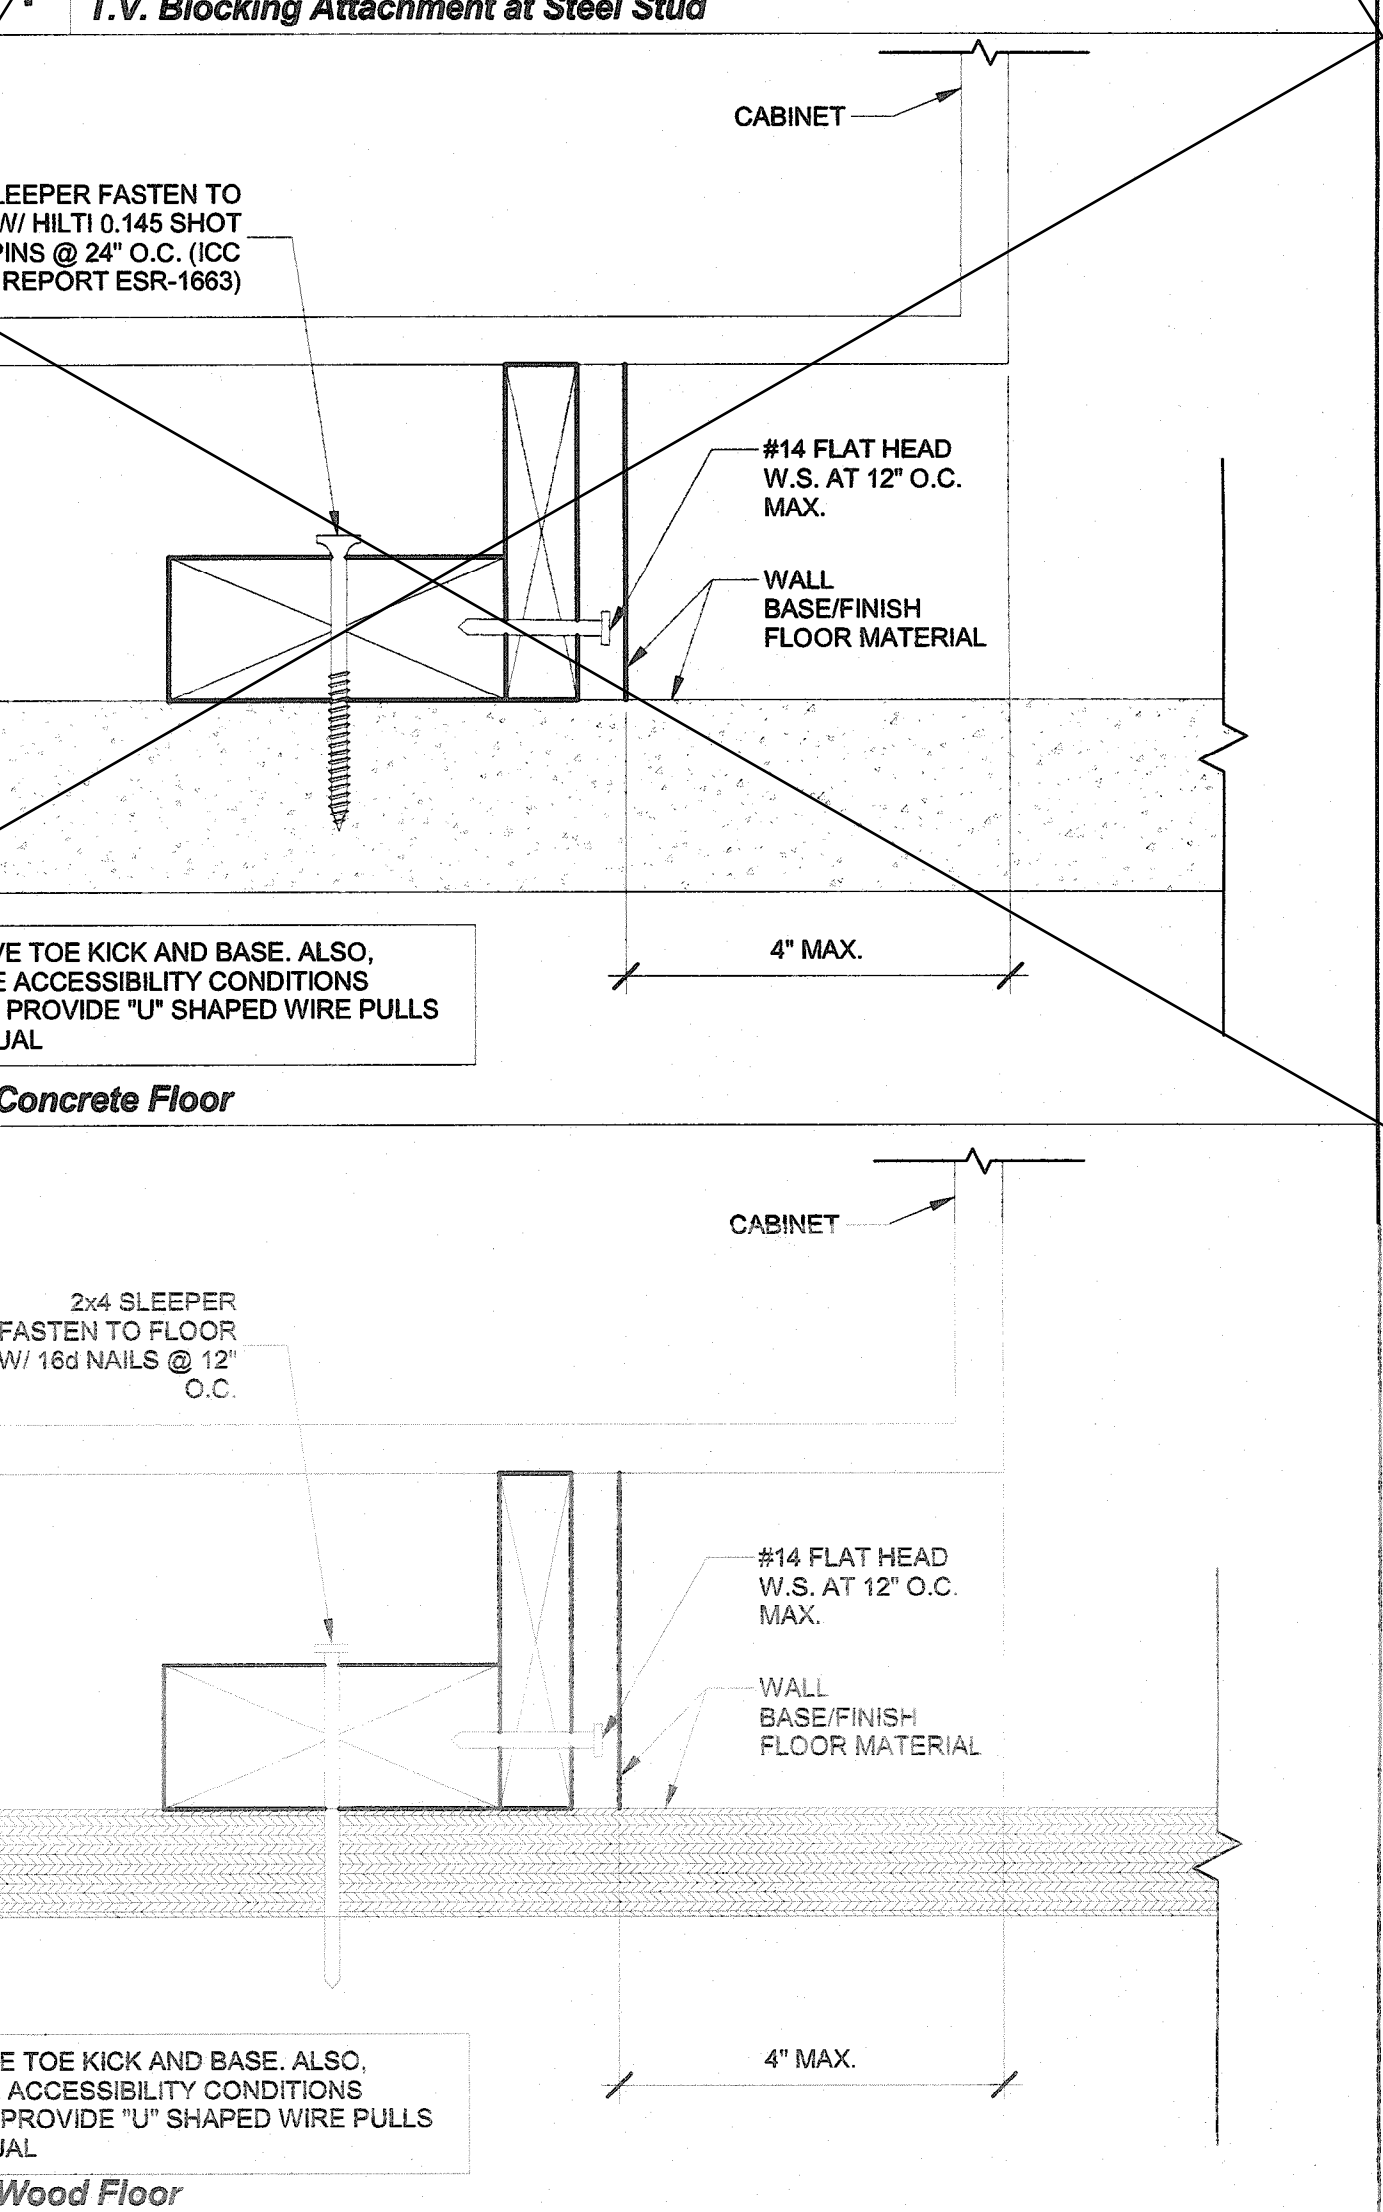 T.V. Blocking Attachment at Steel Stud
CABINET
LEEPER FASTEN TO
W/ HILTI 0.145 SHOT
PINS @ 24" O.C. (ICC
REPORT ESR-1663)
#14 FLAT HEAD
W.S. AT 12" O.C.
MAX.
WALL
BASE/FINISH
FLOOR MATERIAL
VE TOE KICK AND BASE. ALSO,
E ACCESSIBILITY CONDITIONS
PROVIDE "U" SHAPED WIRE PULLS
UAL
4" MAX.
Concrete Floor
CABINET
2x4 SLEEPER
FASTEN TO FLOOR
W/ 16d NAILS @ 12"
O.C.
#14 FLAT HEAD
W.S. AT 12" O.C.
MAX.
WALL
BASE/FINISH
FLOOR MATERIAL
E TOE KICK AND BASE. ALSO,
ACCESSIBILITY CONDITIONS
PROVIDE "U" SHAPED WIRE PULLS
UAL
4" MAX.
Wood Floor